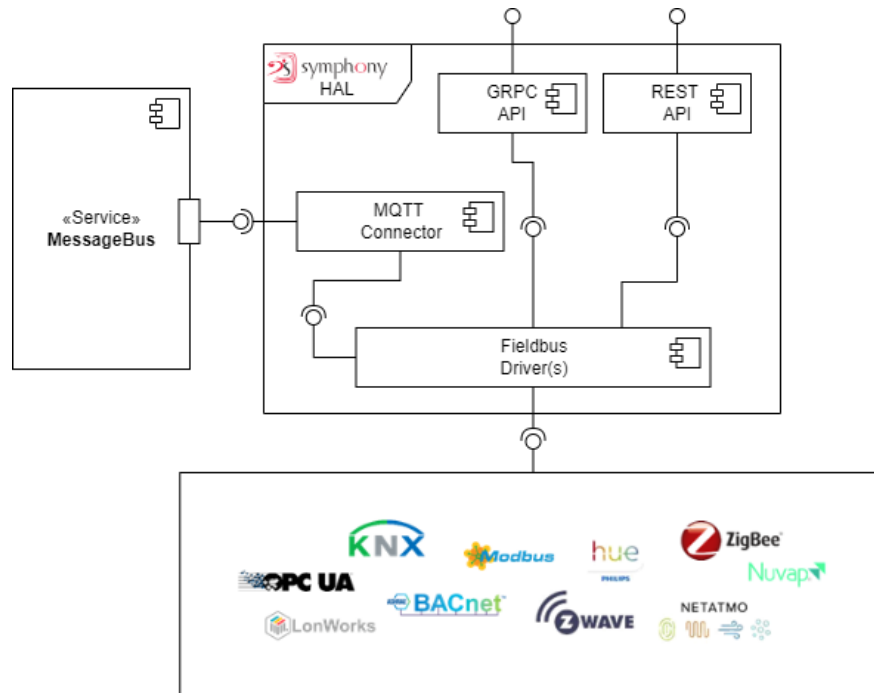 symphony
HAL
GRPC
API
REST
API
«Service»
MessageBus
MQTT
Connector
Fieldbus
Driver(s)
KNX
Modbus
hue
PHILIPS
ZigBee
Nuvap
OPC UA
BACnet™
LonWorks
Z WAVE
NETATMO